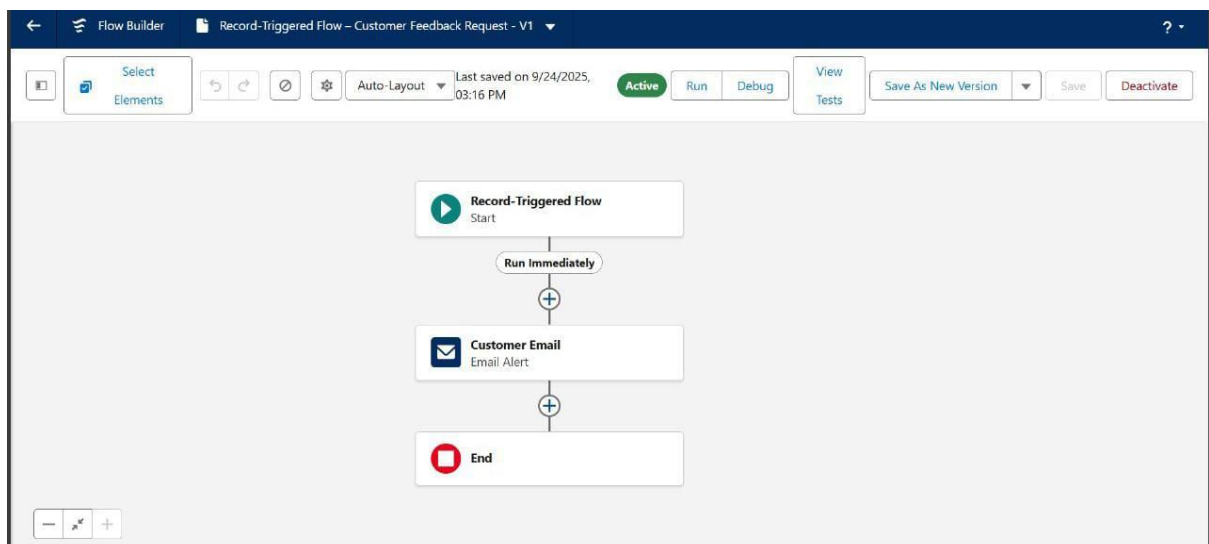 Flow Builder
Record-Triggered Flow – Customer Feedback Request - V1
?
Select
Elements
Auto-Layout
Last saved on 9/24/2025,
03:16 PM
Active
Run
Debug
View
Tests
Save As New Version
Save
Deactivate
Record-Triggered Flow
Start
Run Immediately
Customer Email
Email Alert
End